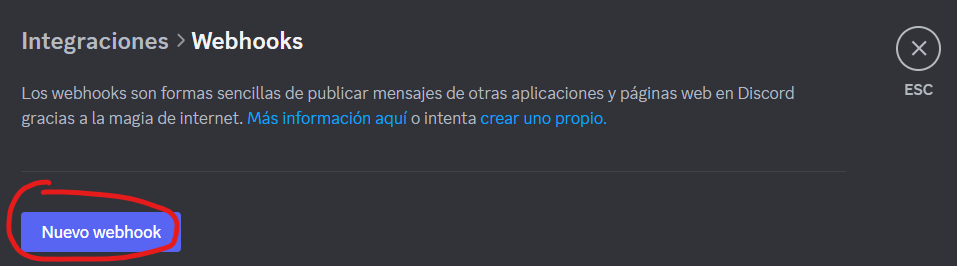 Integraciones > Webhooks
Los webhooks son formas sencillas de publicar mensajes de otras aplicaciones y páginas web en Discord
gracias a la magia de internet. Más información aquí o intenta crear uno propio.
ESC
Nuevo webhook